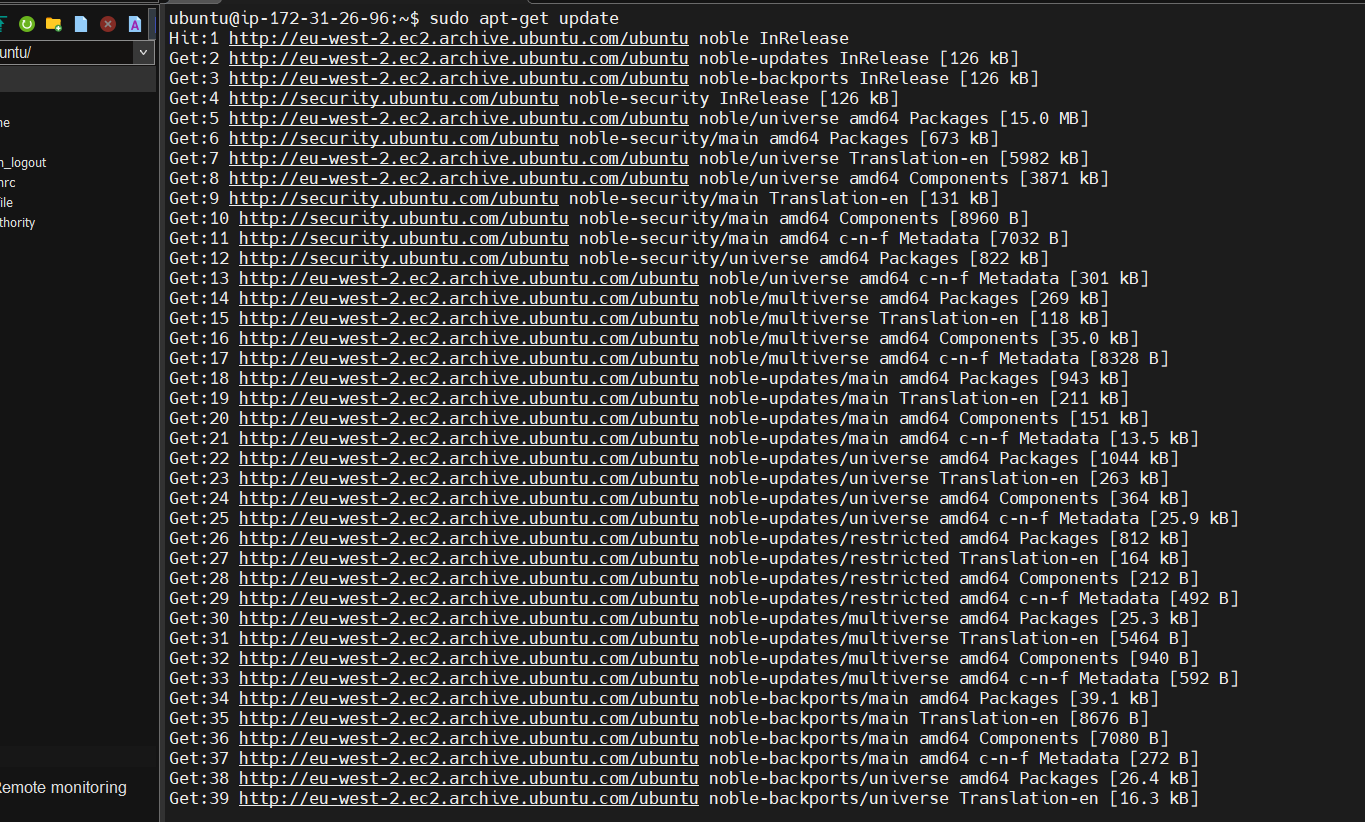 untu/
ne
n_logout
hrc
file
thority
Remote monitoring
ubuntu@ip-172-31-26-96:~$ sudo apt-get update
Hit:1 http://eu-west-2.ec2.archive.ubuntu.com/ubuntu noble InRelease
Get:2 http://eu-west-2.ec2.archive.ubuntu.com/ubuntu noble-updates InRelease [126 kB]
Get:3 http://eu-west-2.ec2.archive.ubuntu.com/ubuntu noble-backports InRelease [126 kB]
Get:4 http://security.ubuntu.com/ubuntu noble-security InRelease [126 kB]
Get:5 http://eu-west-2.ec2.archive.ubuntu.com/ubuntu noble/universe amd64 Packages [15.0 MB]
Get:6 http://security.ubuntu.com/ubuntu noble-security/main amd64 Packages [673 kB]
Get:7 http://eu-west-2.ec2.archive.ubuntu.com/ubuntu noble/universe Translation-en [5982 kB]
Get:8 http://eu-west-2.ec2.archive.ubuntu.com/ubuntu noble/universe amd64 Components [3871 kB]
Get:9 http://security.ubuntu.com/ubuntu noble-security/main Translation-en [131 kB]
Get:10 http://security.ubuntu.com/ubuntu noble-security/main amd64 Components [8960 B]
Get:11 http://security.ubuntu.com/ubuntu noble-security/main amd64 c-n-f Metadata [7032 B]
Get:12 http://security.ubuntu.com/ubuntu noble-security/universe amd64 Packages [822 kB]
Get:13 http://eu-west-2.ec2.archive.ubuntu.com/ubuntu noble/universe amd64 c-n-f Metadata [301 kB]
Get:14 http://eu-west-2.ec2.archive.ubuntu.com/ubuntu noble/multiverse amd64 Packages [269 kB]
Get:15 http://eu-west-2.ec2.archive.ubuntu.com/ubuntu noble/multiverse Translation-en [118 kB]
Get:16 http://eu-west-2.ec2.archive.ubuntu.com/ubuntu noble/multiverse amd64 Components [35.0 kB]
Get:17 http://eu-west-2.ec2.archive.ubuntu.com/ubuntu noble/multiverse amd64 c-n-f Metadata [8328 B]
Get:18 http://eu-west-2.ec2.archive.ubuntu.com/ubuntu noble-updates/main amd64 Packages [943 kB]
Get:19 http://eu-west-2.ec2.archive.ubuntu.com/ubuntu noble-updates/main Translation-en [211 kB]
Get:20 http://eu-west-2.ec2.archive.ubuntu.com/ubuntu noble-updates/main amd64 Components [151 kB]
Get:21 http://eu-west-2.ec2.archive.ubuntu.com/ubuntu noble-updates/main amd64 c-n-f Metadata [13.5 kB]
Get:22 http://eu-west-2.ec2.archive.ubuntu.com/ubuntu noble-updates/universe amd64 Packages [1044 kB]
Get:23 http://eu-west-2.ec2.archive.ubuntu.com/ubuntu noble-updates/universe Translation-en [263 kB]
Get:24 http://eu-west-2.ec2.archive.ubuntu.com/ubuntu noble-updates/universe amd64 Components [364 kB]
Get:25 http://eu-west-2.ec2.archive.ubuntu.com/ubuntu noble-updates/universe amd64 c-n-f Metadata [25.9 kB]
Get:26 http://eu-west-2.ec2.archive.ubuntu.com/ubuntu noble-updates/restricted amd64 Packages [812 kB]
Get:27 http://eu-west-2.ec2.archive.ubuntu.com/ubuntu noble-updates/restricted Translation-en [164 kB]
Get:28 http://eu-west-2.ec2.archive.ubuntu.com/ubuntu noble-updates/restricted amd64 Components [212 B]
Get:29 http://eu-west-2.ec2.archive.ubuntu.com/ubuntu noble-updates/restricted amd64 c-n-f Metadata [492 B]
Get:30 http://eu-west-2.ec2.archive.ubuntu.com/ubuntu noble-updates/multiverse amd64 Packages [25.3 kB]
Get:31 http://eu-west-2.ec2.archive.ubuntu.com/ubuntu noble-updates/multiverse Translation-en [5464 B]
Get:32 http://eu-west-2.ec2.archive.ubuntu.com/ubuntu noble-updates/multiverse amd64 Components [940 B]
Get:33 http://eu-west-2.ec2.archive.ubuntu.com/ubuntu noble-updates/multiverse amd64 c-n-f Metadata [592 B]
Get:34 http://eu-west-2.ec2.archive.ubuntu.com/ubuntu noble-backports/main amd64 Packages [39.1 kB]
Get:35 http://eu-west-2.ec2.archive.ubuntu.com/ubuntu noble-backports/main Translation-en [8676 B]
Get:36 http://eu-west-2.ec2.archive.ubuntu.com/ubuntu noble-backports/main amd64 Components [7080 B]
Get:37 http://eu-west-2.ec2.archive.ubuntu.com/ubuntu noble-backports/main amd64 c-n-f Metadata [272 B]
Get:38 http://eu-west-2.ec2.archive.ubuntu.com/ubuntu noble-backports/universe amd64 Packages [26.4 kB]
Get:39 http://eu-west-2.ec2.archive.ubuntu.com/ubuntu noble-backports/universe Translation-en [16.3 kB]